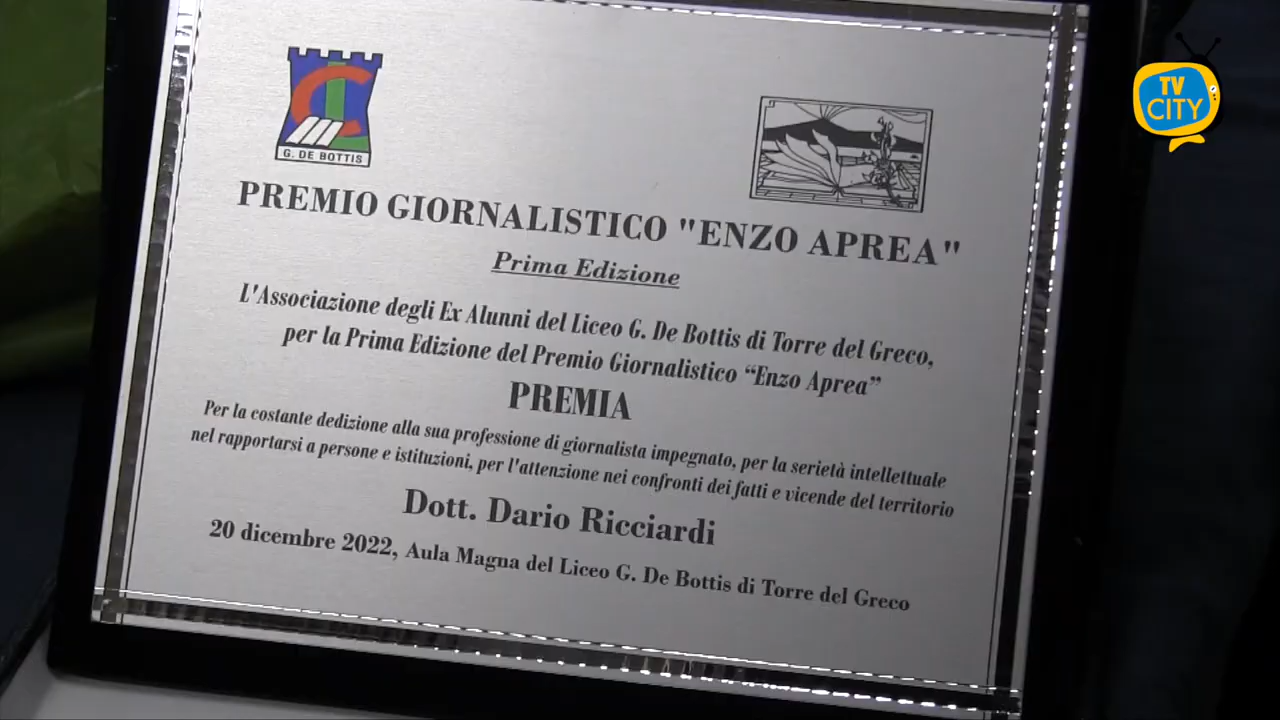 TV
CITY
G. DE BOTTIS
PREMIO GIORNALISTICO "ENZO APREA"
Prima Edizione
L'Associazione degli Ex Alunni del Liceo G. De Bottis di Torre del Greco,
per la Prima Edizione del Premio Giornalistico “Enzo Aprea”
PREMIA
Per la costante dedizione alla sua professione di giornalista impegnato, per la serietà intellettuale
nel rapportarsi a persone e istituzioni, per l'attenzione nei confronti dei fatti e vicende del territorio
Dott. Dario Ricciardi
20 dicembre 2022, Aula Magna del Liceo G. De Bottis di Torre del Greco